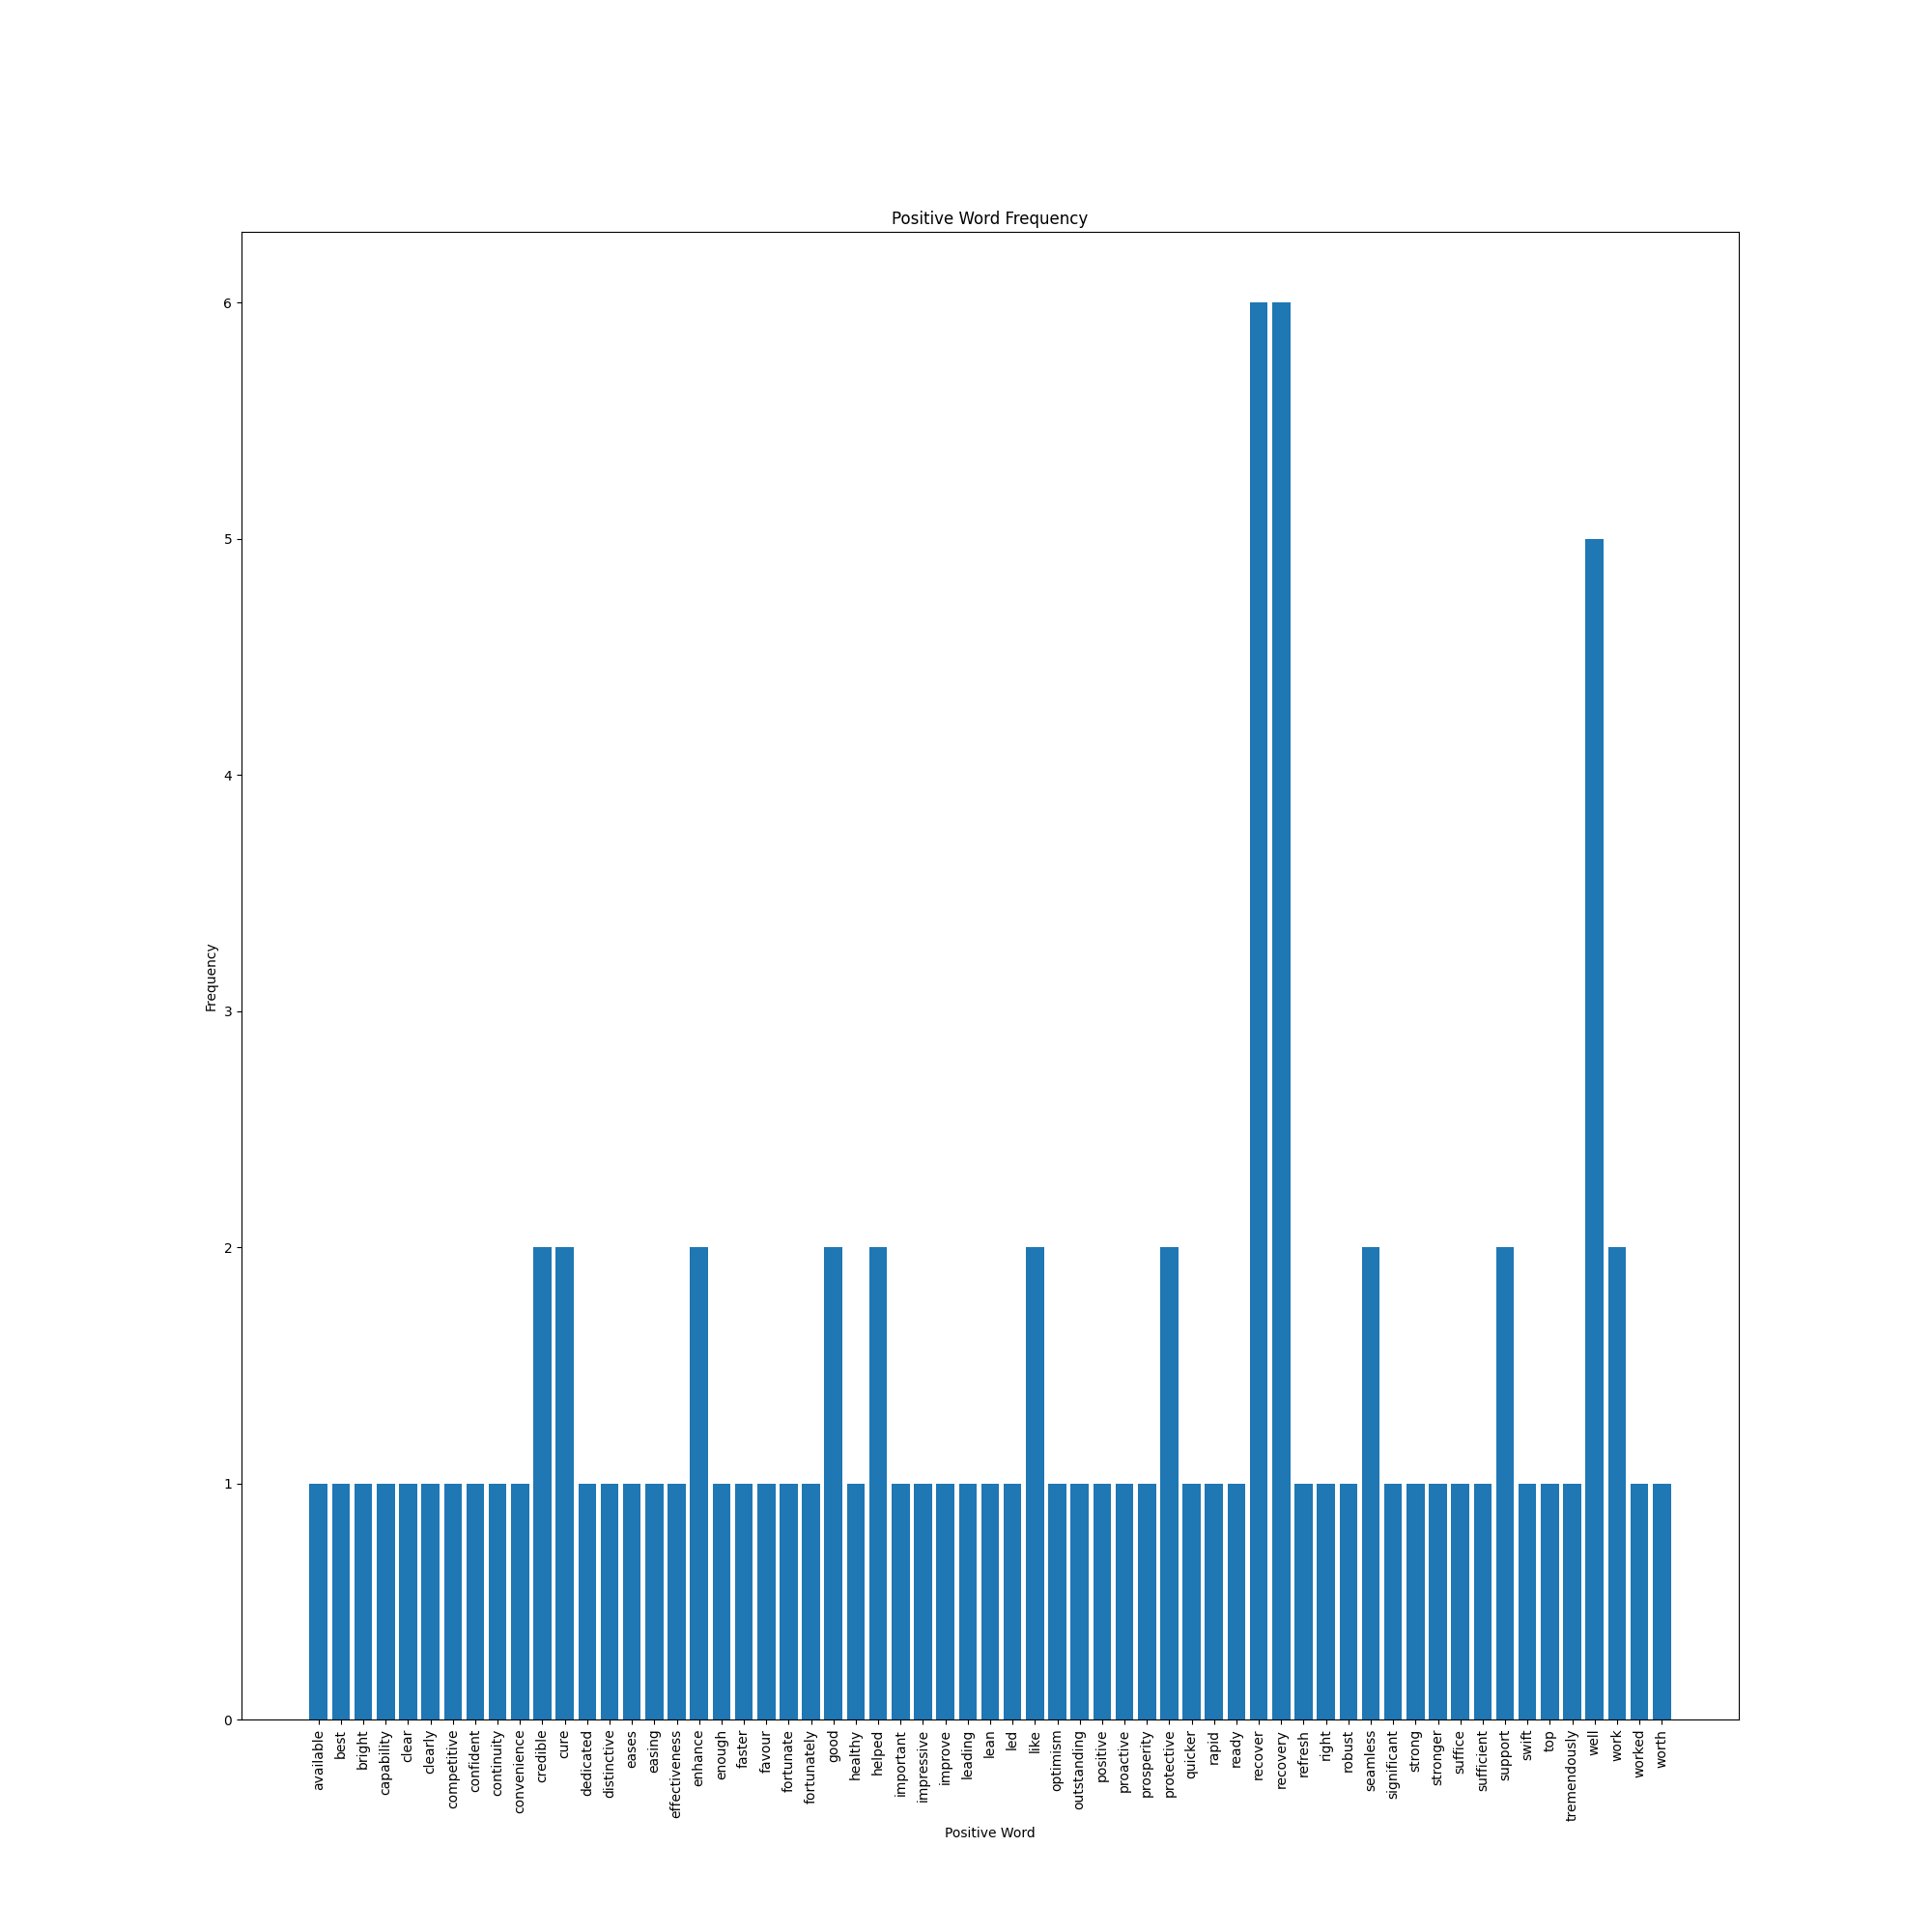 Positive Word Frequency
Frequency
6
5
4
3
2
1
0
available
best
bright
capability
clear
clearly
competitive
confident
continuity
convenience
credible
cure
dedicated
distinctive
eases
easing
effectiveness
enhance
enough
faster
favour
fortunate
fortunately
good
healthy
helped
important
impressive
improve
leading
lean
led
like
optimism
outstanding
positive
proactive
prosperity
protective
quicker
rapid
ready
recover
recovery
refresh
right
robust
seamless
significant
strong
stronger
suffice
sufficient
support
swift
top
tremendously
well
work
worked
worth
Positive Word